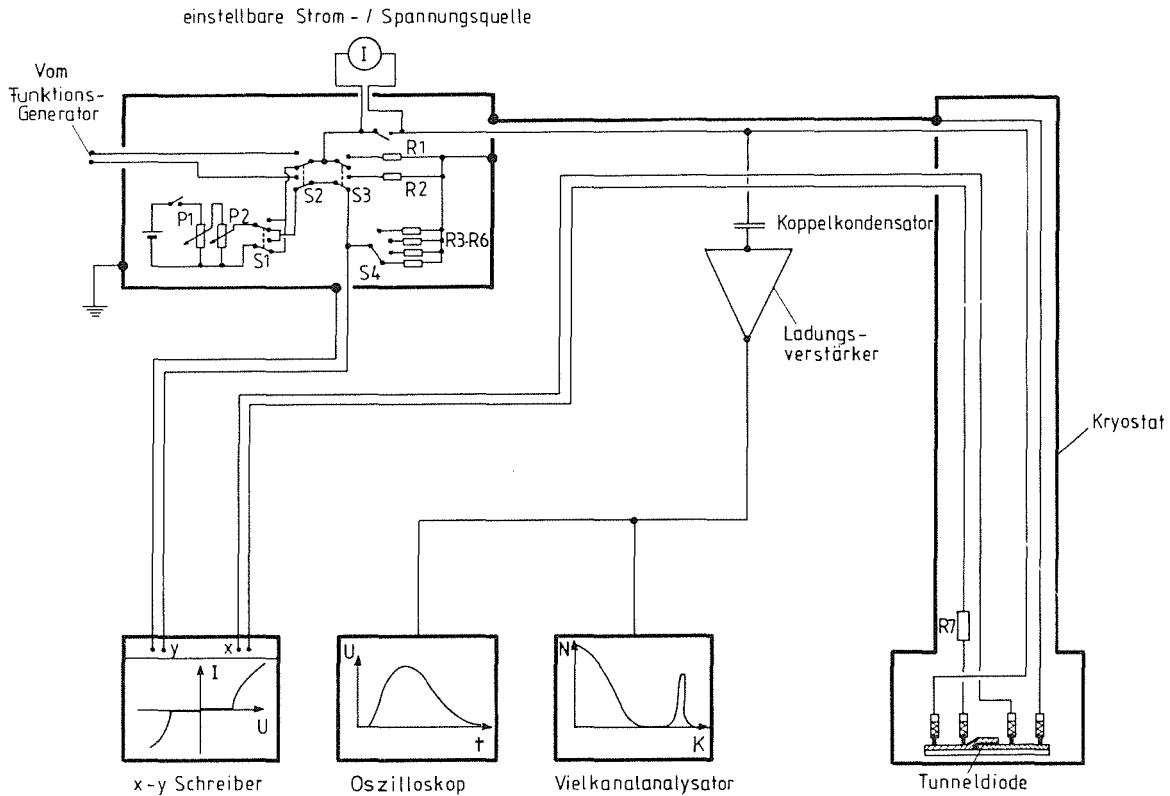 einstellbare Strom-/ Spannungsquelle
I
Vom
Funktions-
Generator
R1
R2
S2
S3
P1
P2
S1
R3-R6
S4
Koppelkondensator
Ladungs-
verstärker
Kryostat
R7
y
x
I
U
U
t
N
K
x-y Schreiber
Oszilloskop
Vielkanalanalysator
Tunneldiode